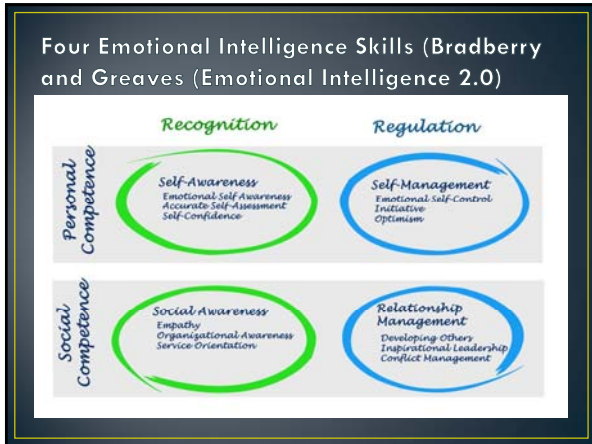 Four Emotional Intelligence Skills (Bradberry
and Greaves (Emotional Intelligence 2.0)
Recognition
Regulation
Personal
Competence
Self-Awareness
Emotional Self Awareness
Accurate Self-Assessment
Self-Confidence
Self-Management
Emotional Self-Control
Initiative
Optimism
Social
Competence
Social Awareness
Empathy
Organizational Awareness
Service Orientation
Relationship
Management
Developing Others
Inspirational Leadership
Conflict Management